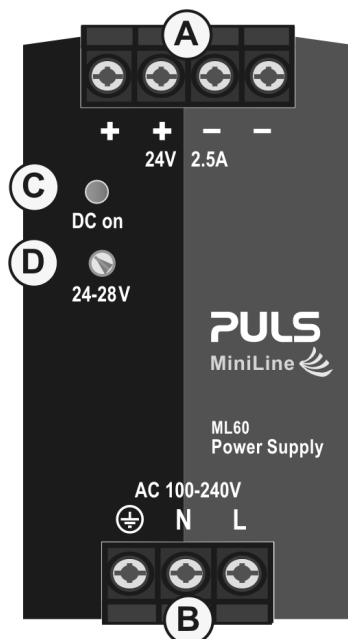 A
+ + − −
24V 2.5A
C
DC on
D
24-28V
PULS
MiniLine
ML60
Power Supply
AC 100-240V
N L
B